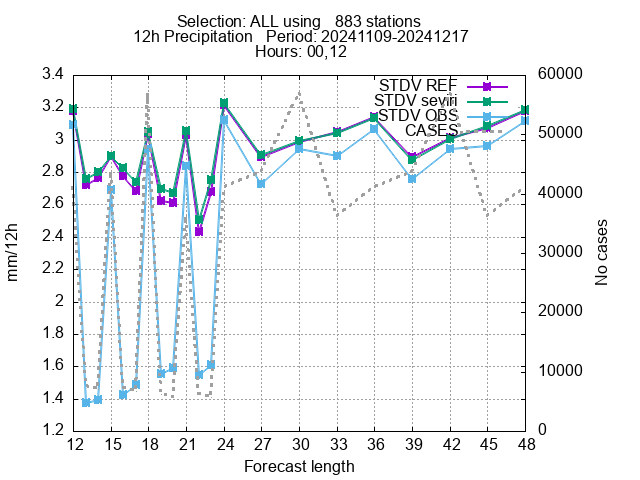 Selection: ALL using   883 stations
12h Precipitation   Period: 20241109-20241217
Hours: 00,12
STDV REF
STDV seviri
STDV OBS
CASES
3.4
3.2
3
2.8
2.6
2.4
2.2
2
1.8
1.6
1.4
1.2
mm/12h
60000
50000
40000
30000
20000
10000
0
No cases
12 15 18 21 24 27 30 33 36 39 42 45 48
Forecast length